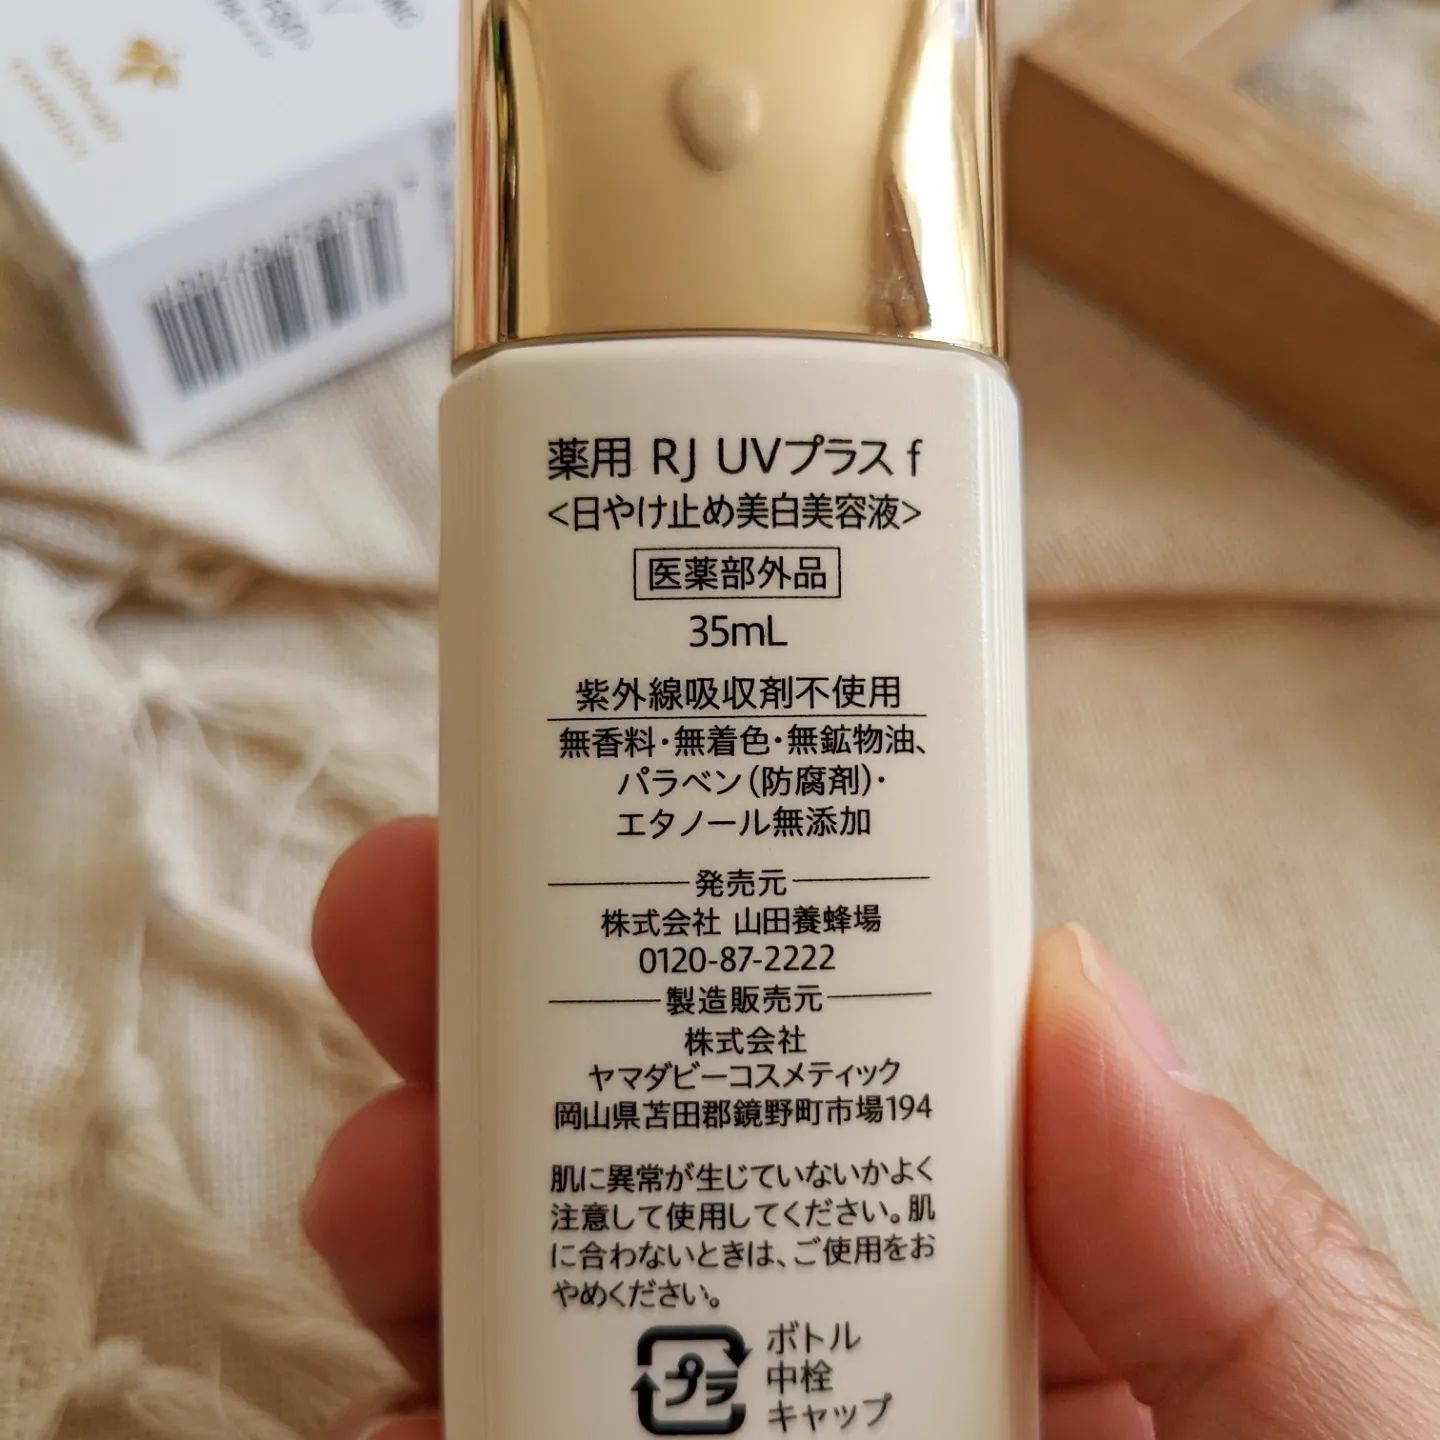 薬用 RJ UVプラス f
<日やけ止め美白美容液>
医薬部外品
35mL
紫外線吸収剤不使用
無香料・無着色・無鉱物油、
パラベン(防腐剤)・
エタノール無添加
発売元
株式会社 山田養蜂場
0120-87-2222
製造販売元
株式会社
ヤマダビーコスメティック
岡山県苫田郡鏡野町市場194
肌に異常が生じていないかよく
注意して使用してください。肌
に合わないときは、ご使用をお
やめください。
プラ
ボトル
中栓
キャップ